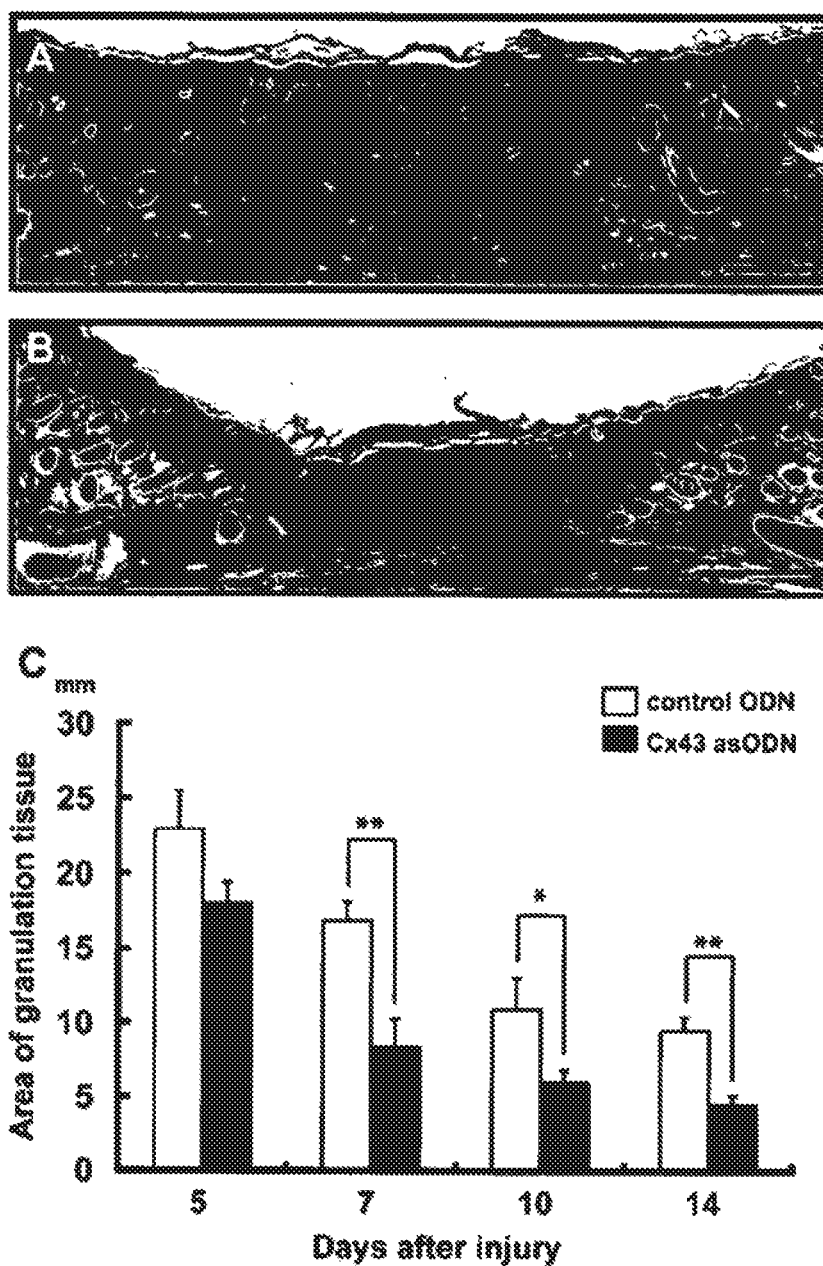 A
B
C
mm
30
25
20
15
10
5
0
Area of granulation tissue
control ODN
Cx43 asODN
**
*
**
5
7
10
14
Days after injury